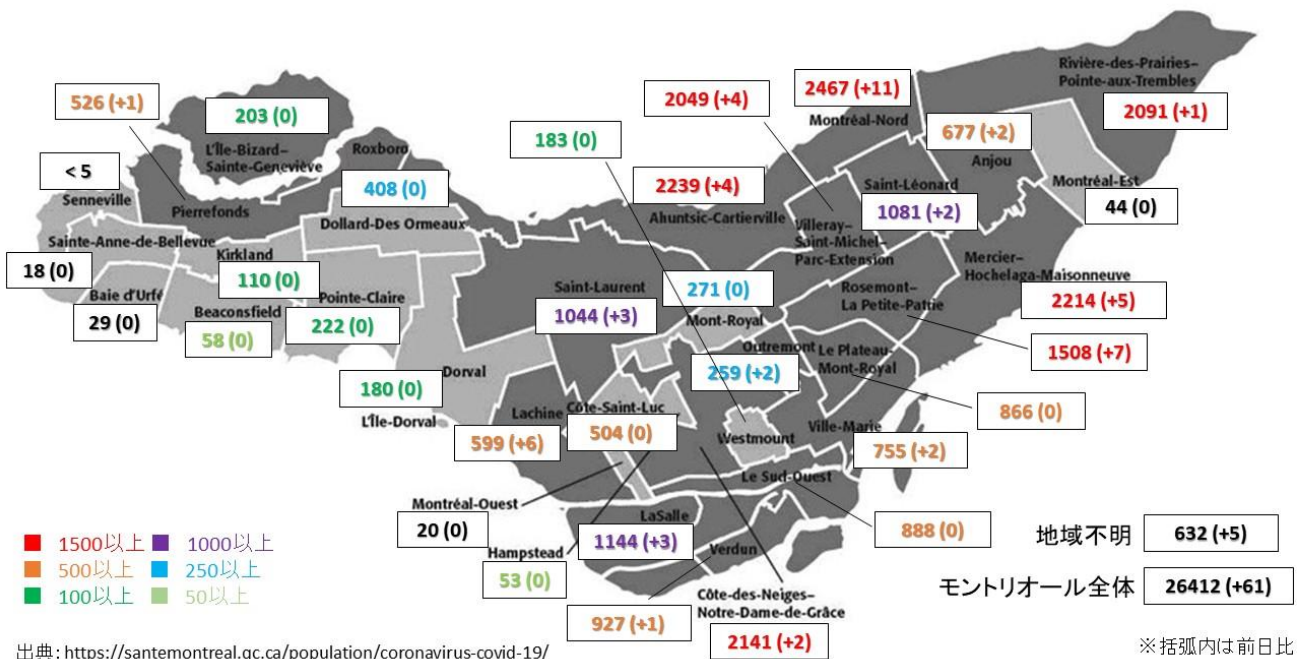 526 (+1)
203 (0)
L'Île-Bizard–
Sainte-Geneviève
Roxboro
< 5
Senneville
Pierrefonds
408 (0)
Dollard-Des Ormeaux
Sainte-Anne-de-Bellevue
18 (0)
Kirkland
110 (0)
Baie d'Urfé
29 (0)
Beaconsfield
58 (0)
Pointe-Claire
222 (0)
180 (0)
Dorval
L'Île-Dorval
2049 (+4)
2467 (+11)
Montréal-Nord
Rivière-des-Prairies–
Pointe-aux-Trembles
2091 (+1)
183 (0)
677 (+2)
Anjou
2239 (+4)
Ahuntsic-Cartierville
Saint-Léonard
1081 (+2)
Montréal-Est
44 (0)
Villeray–
Saint-Michel–
Parc-Extension
Mercier–
Hochelaga-Maisonneuve
2214 (+5)
Saint-Laurent
1044 (+3)
271 (0)
Mont-Royal
Rosemont–
La Petite-Patrie
1508 (+7)
Outremont
259 (+2)
Le Plateau-
Mont-Royal
866 (0)
Lachine
599 (+6)
Côte-Saint-Luc
504 (0)
Westmount
Ville-Marie
755 (+2)
Le Sud-Ouest
888 (0)
Montréal-Ouest
20 (0)
LaSalle
1144 (+3)
Hampstead
53 (0)
Verdun
927 (+1)
Côte-des-Neiges–
Notre-Dame-de-Grâce
2141 (+2)
1500以上 1000以上
500以上 250以上
100以上 50以上
地域不明 632 (+5)
モントリオール全体 26412 (+61)
出典: https://santemontreal.qc.ca/population/coronavirus-covid-19/
※括弧内は前日比